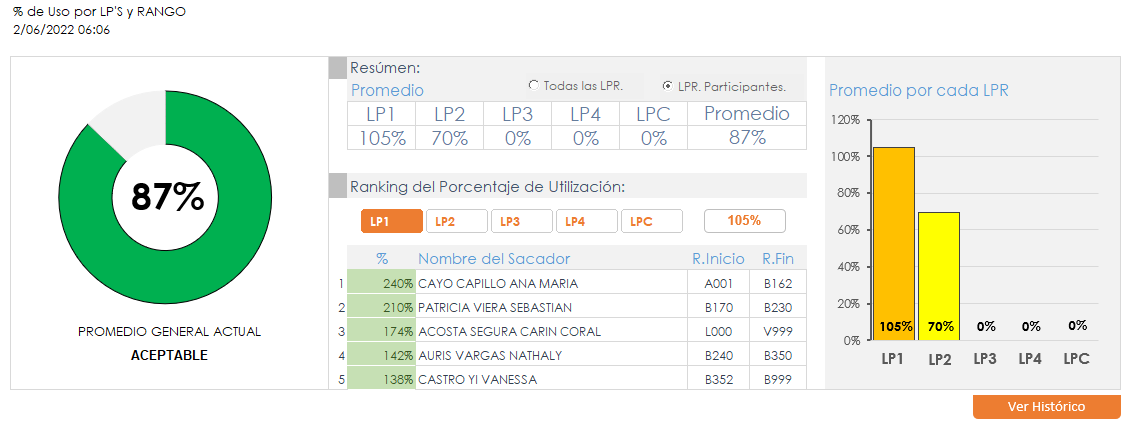 % de Uso por LP'S y RANGO
2/06/2022 06:06
87%
PROMEDIO GENERAL ACTUAL
ACEPTABLE
Resúmen:
Promedio
Todas las LPR.
LPR. Participantes.
LP1 LP2 LP3 LP4 LPC Promedio
105% 70% 0% 0% 0% 87%
Ranking del Porcentaje de Utilización:
LP1 LP2 LP3 LP4 LPC 105%
% Nombre del Sacador R.Inicio R.Fin
1 240% CAYO CAPILLO ANA MARIA A001 B162
2 210% PATRICIA VIERA SEBASTIAN B170 B230
3 174% ACOSTA SEGURA CARIN CORAL L000 V999
4 142% AURIS VARGAS NATHALY B240 B350
5 138% CASTRO YI VANESSA B352 B999
Promedio por cada LPR
120%
100%
80%
60%
40%
20%
0%
105% 70% 0% 0% 0%
LP1 LP2 LP3 LP4 LPC
Ver Histórico